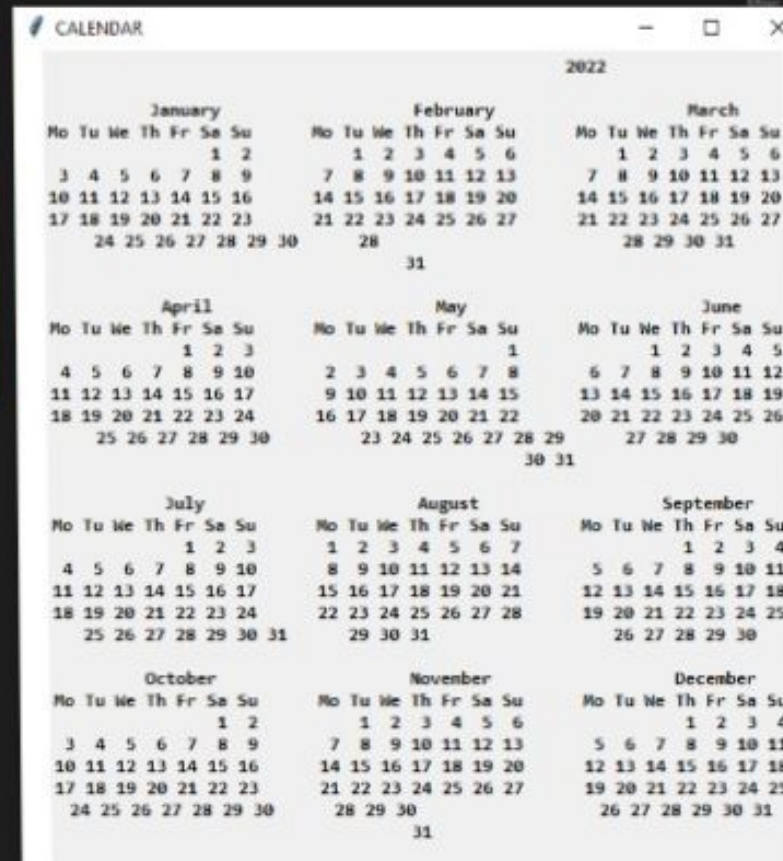 CALENDAR
2022
January February March
Mo Tu We Th Fr Sa Su Mo Tu We Th Fr Sa Su Mo Tu We Th Fr Sa Su
1 2 1 2 3 4 5 6 1 2 3 4 5 6
3 4 5 6 7 8 9 7 8 9 10 11 12 13 7 8 9 10 11 12 13
10 11 12 13 14 15 16 14 15 16 17 18 19 20 14 15 16 17 18 19 20
17 18 19 20 21 22 23 21 22 23 24 25 26 27 21 22 23 24 25 26 27
24 25 26 27 28 29 30 28 28 29 30 31
31
April May June
Mo Tu We Th Fr Sa Su Mo Tu We Th Fr Sa Su Mo Tu We Th Fr Sa Su
1 2 3 1 1 2 3 4 5
4 5 6 7 8 9 10 2 3 4 5 6 7 8 6 7 8 9 10 11 12
11 12 13 14 15 16 17 9 10 11 12 13 14 15 13 14 15 16 17 18 19
18 19 20 21 22 23 24 16 17 18 19 20 21 22 20 21 22 23 24 25 26
25 26 27 28 29 30 23 24 25 26 27 28 29 27 28 29 30
30 31
July August September
Mo Tu We Th Fr Sa Su Mo Tu We Th Fr Sa Su Mo Tu We Th Fr Sa Su
1 2 3 1 2 3 4 5 6 7 1 2 3 4
4 5 6 7 8 9 10 8 9 10 11 12 13 14 5 6 7 8 9 10 11
11 12 13 14 15 16 17 15 16 17 18 19 20 21 12 13 14 15 16 17 18
18 19 20 21 22 23 24 22 23 24 25 26 27 28 19 20 21 22 23 24 25
25 26 27 28 29 30 31 29 30 31 26 27 28 29 30
October November December
Mo Tu We Th Fr Sa Su Mo Tu We Th Fr Sa Su Mo Tu We Th Fr Sa Su
1 2 1 2 3 4 5 6 1 2 3 4
3 4 5 6 7 8 9 7 8 9 10 11 12 13 5 6 7 8 9 10 11
10 11 12 13 14 15 16 14 15 16 17 18 19 20 12 13 14 15 16 17 18
17 18 19 20 21 22 23 21 22 23 24 25 26 27 19 20 21 22 23 24 25
24 25 26 27 28 29 30 28 29 30 26 27 28 29 30 31
31